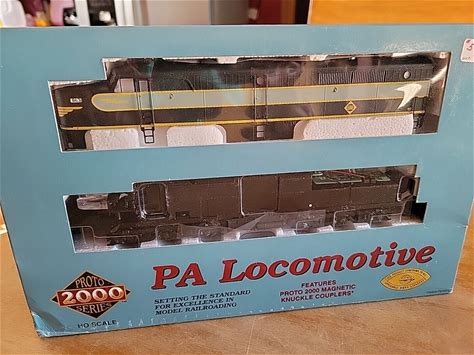 PA Locomotive
PROTO
2000
SERIES
HO SCALE
SETTING THE STANDARD
FOR EXCELLENCE IN
MODEL RAILROADING
FEATURES
PROTO 2000 MAGNETIC
KNUCKLE COUPLERS*